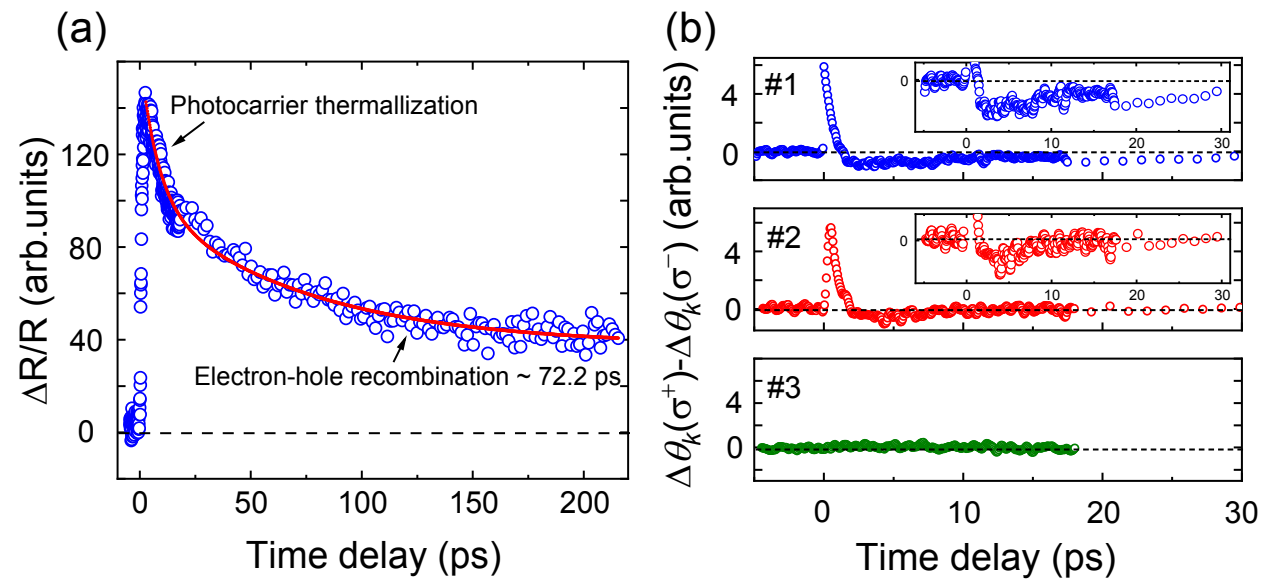 (a)
ΔR/R (arb.units)
120
80
40
0
Photocarrier thermallization
Electron-hole recombination ~ 72.2 ps
0 50 100 150 200
Time delay (ps)
(b)
Δθk(σ+)-Δθk(σ−) (arb.units)
#1
4
0
0
0 10 20 30
#2
4
0
0
0 10 20 30
#3
4
0
0 10 20 30
Time delay (ps)